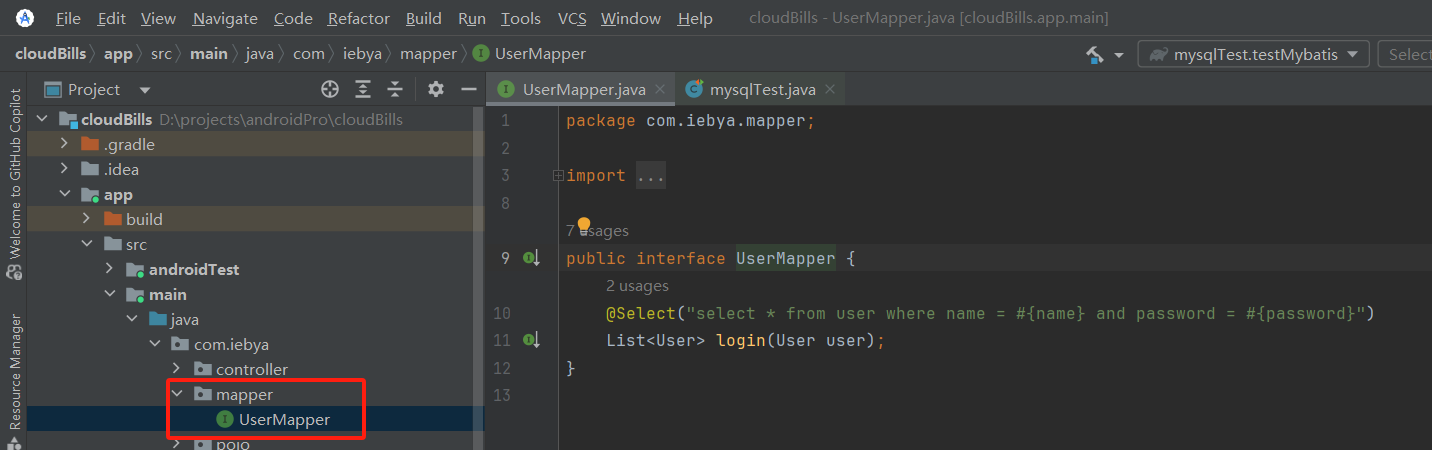 File Edit View Navigate Code Refactor Build Run Tools VCS Window Help cloudBills - UserMapper.java [cloudBills.app.main]
cloudBills app src main java com iebya mapper UserMapper mysqlTest.testMybatis Select
Project
UserMapper.java mysqlTest.java
Welcome to GitHub Copilot
Resource Manager
cloudBills D:\projects\androidPro\cloudBills
.gradle
.idea
app
build
src
androidTest
main
java
com.iebya
controller
mapper
UserMapper
pojo
1 package com.iebya.mapper;
2
3 import ...
8
7 usages
9 public interface UserMapper {
2 usages
10 @Select("select * from user where name = #{name} and password = #{password}")
11 List<User> login(User user);
12 }
13